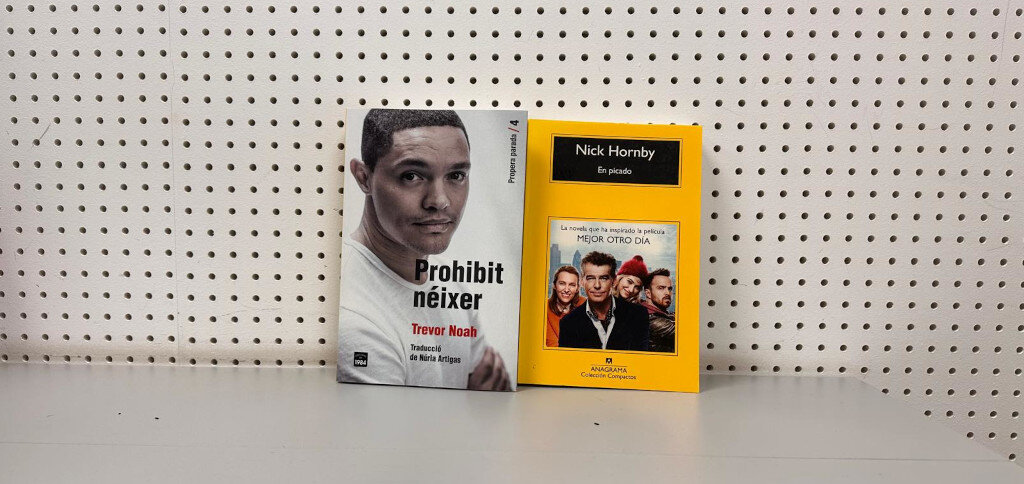 Propera parada / 4
Prohibit
néixer
Trevor Noah
Traducció
de Núria Artigas
1984
Nick Hornby
En picado
La novela que ha inspirado la película
MEJOR OTRO DÍA
A
ANAGRAMA
Colección Compactos